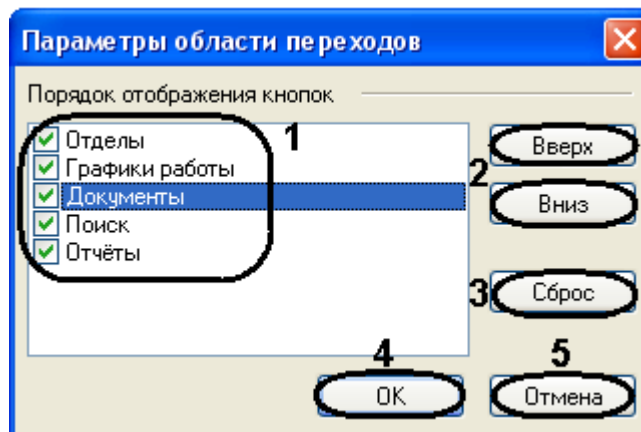 Параметры области переходов
Порядок отображения кнопок
Отделы 1
Графики работы
Документы
Поиск
Отчёты
Вверх
2
Вниз
3 Сброс
4 5
OK Отмена